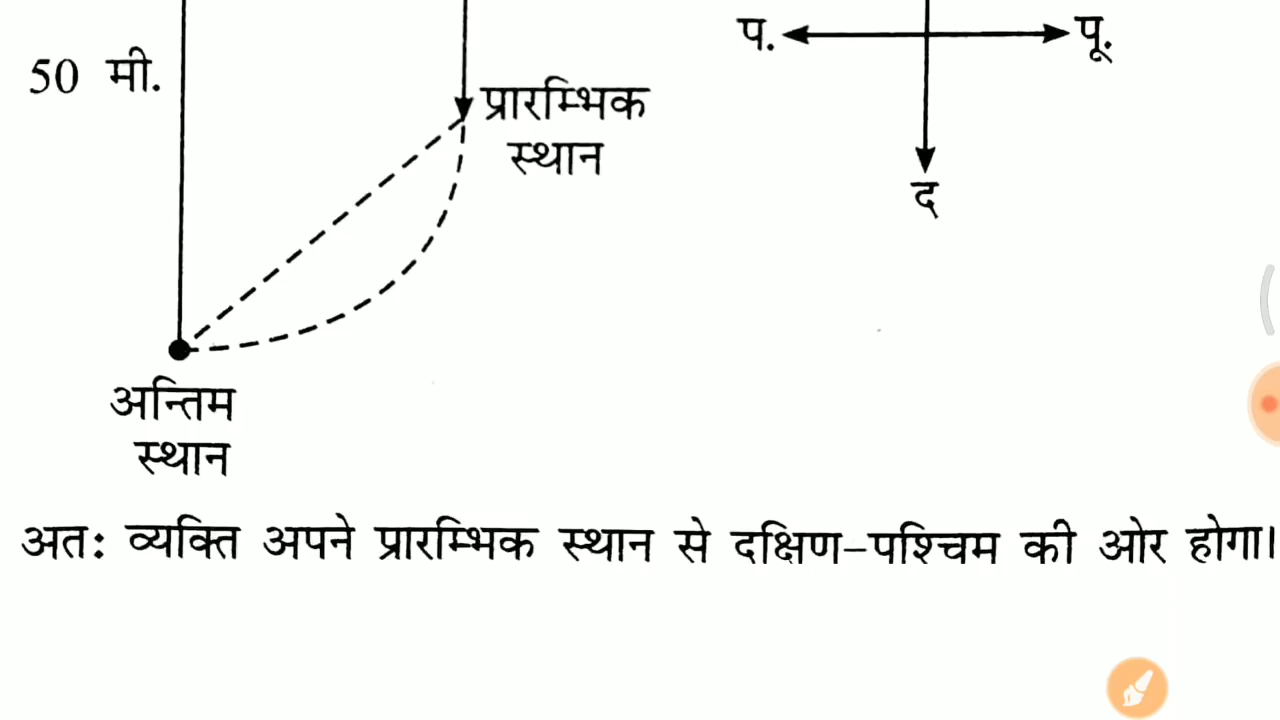 प. पू.
50 मी.
प्रारम्भिक
स्थान
द
अन्तिम
स्थान
अतः व्यक्ति अपने प्रारम्भिक स्थान से दक्षिण-पश्चिम की ओर होगा।